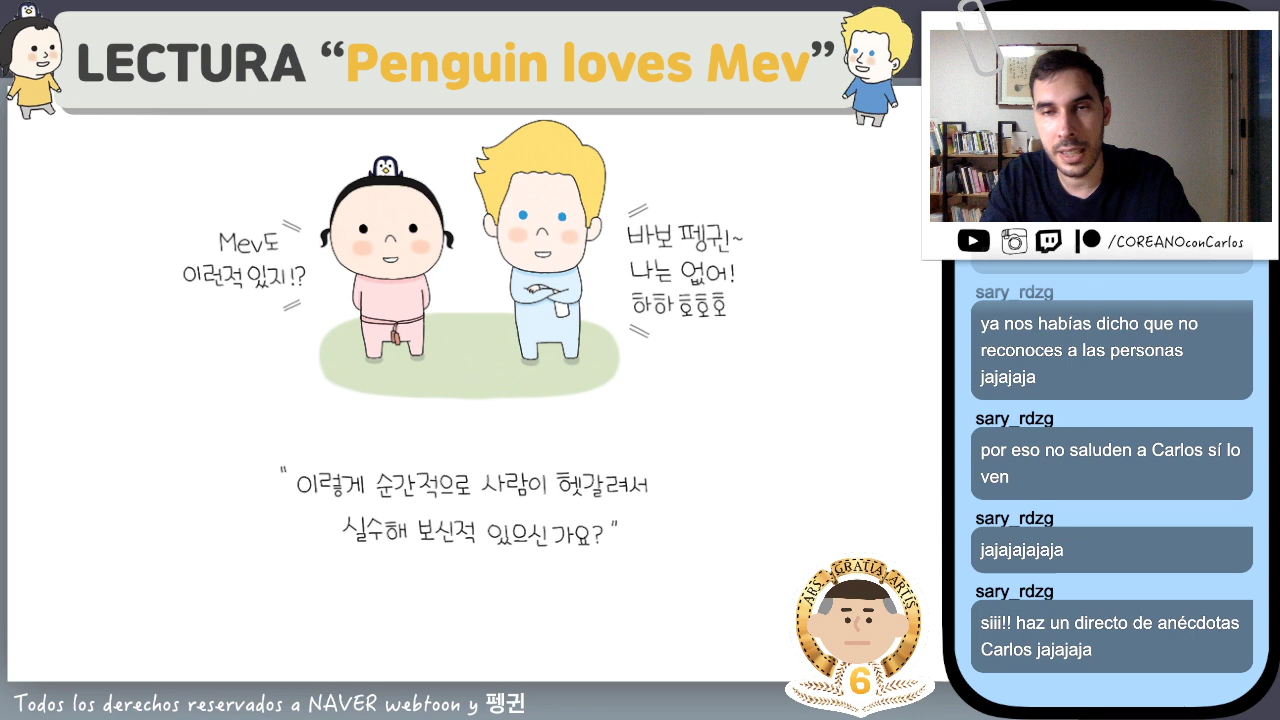 LECTURA “Penguin loves Mev”
Mev도
이런적 있지!?
바보 펭귄~
나는 없어!
하하 호호호
" 이렇게 순간적으로 사람이 헷갈려서
실수해 보신적 있으신가요? "
ARS GRATIA ARTIS
6
Todos los derechos reservados a NAVER webtoon y 펭귄
/COREANOconCarlos
sary_rdzg
ya nos habías dicho que no
reconoces a las personas
jajajaja
sary_rdzg
por eso no saluden a Carlos sí lo
ven
sary_rdzg
jajajajajaja
sary_rdzg
siii!! haz un directo de anécdotas
Carlos jajajaja